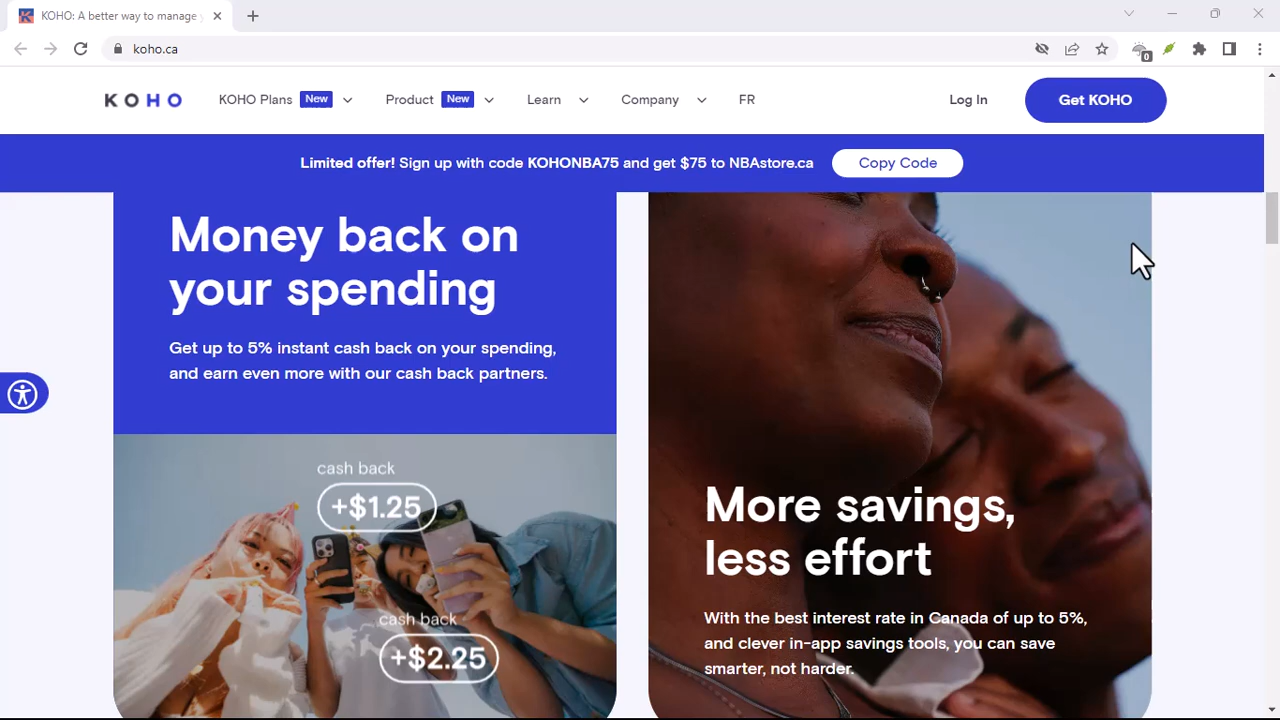 KOHO: A better way to manage
koho.ca
0
KOHO
KOHO Plans New
Product New
Learn
Company
FR
Log In
Get KOHO
Limited offer! Sign up with code KOHONBA75 and get $75 to NBAstore.ca
Copy Code
Money back on
your spending
Get up to 5% instant cash back on your spending,
and earn even more with our cash back partners.
cash back
+$1.25
cash back
+$2.25
More savings,
less effort
With the best interest rate in Canada of up to 5%,
and clever in-app savings tools, you can save
smarter, not harder.